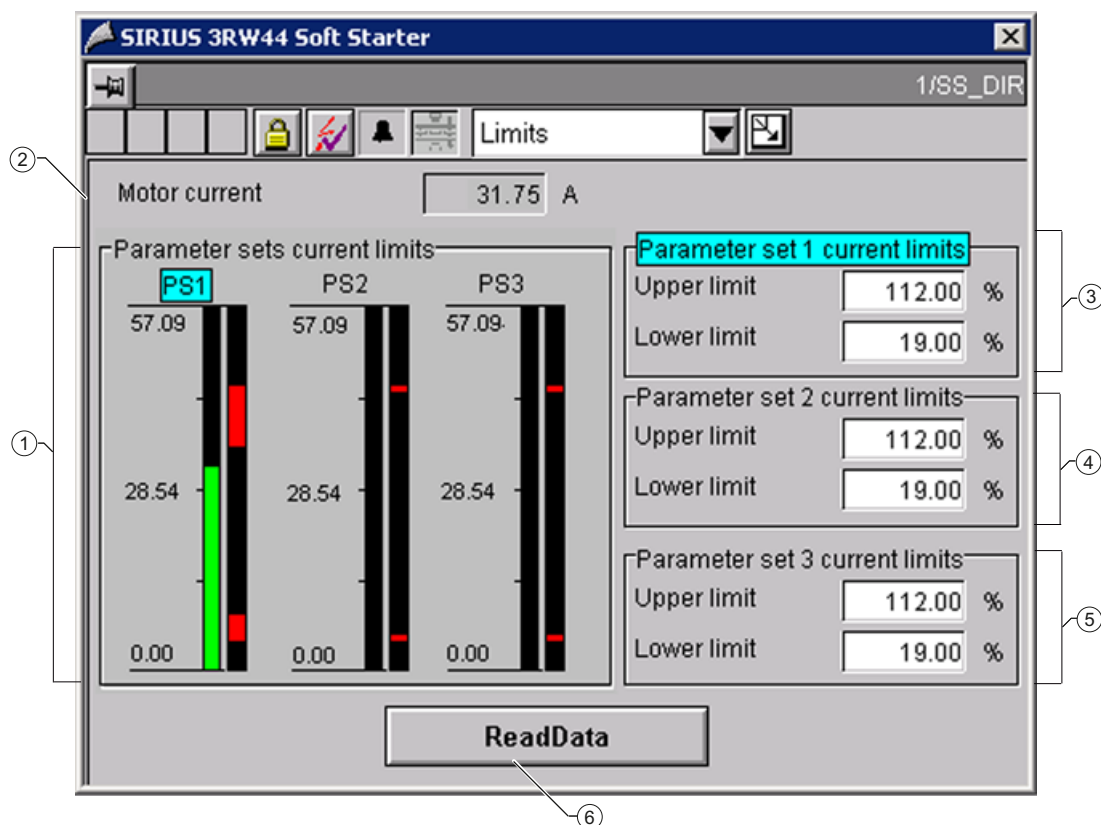 SIRIUS 3RW44 Soft Starter
1/SS_DIR
Limits
2
Motor current 31.75 A
1
Parameter sets current limits
PS1 PS2 PS3
57.09 57.09 57.09
28.54 28.54 28.54
0.00 0.00 0.00
Parameter set 1 current limits
Upper limit 112.00 %
Lower limit 19.00 %
3
Parameter set 2 current limits
Upper limit 112.00 %
Lower limit 19.00 %
4
Parameter set 3 current limits
Upper limit 112.00 %
Lower limit 19.00 %
5
ReadData
6